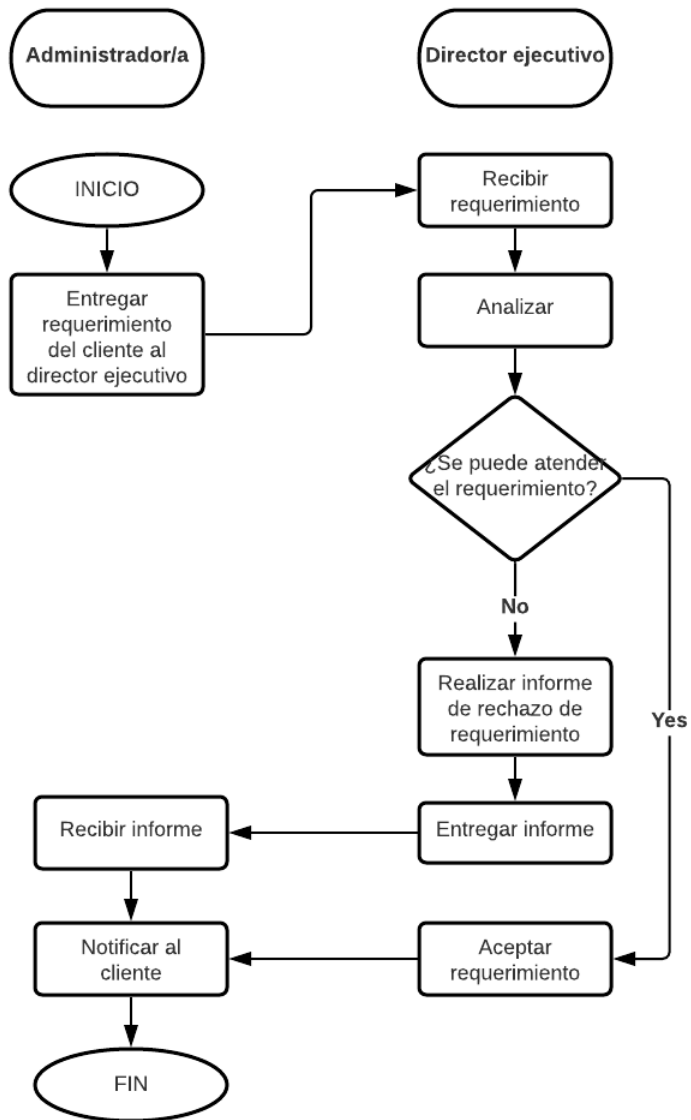 Administrador/a
Director ejecutivo
INICIO
Recibir
requerimiento
Entregar
requerimiento
del cliente al
director ejecutivo
Analizar
¿Se puede atender
el requerimiento?
No
Realizar informe
de rechazo de
requerimiento
Yes
Recibir informe
Entregar informe
Notificar al
cliente
Aceptar
requerimiento
FIN